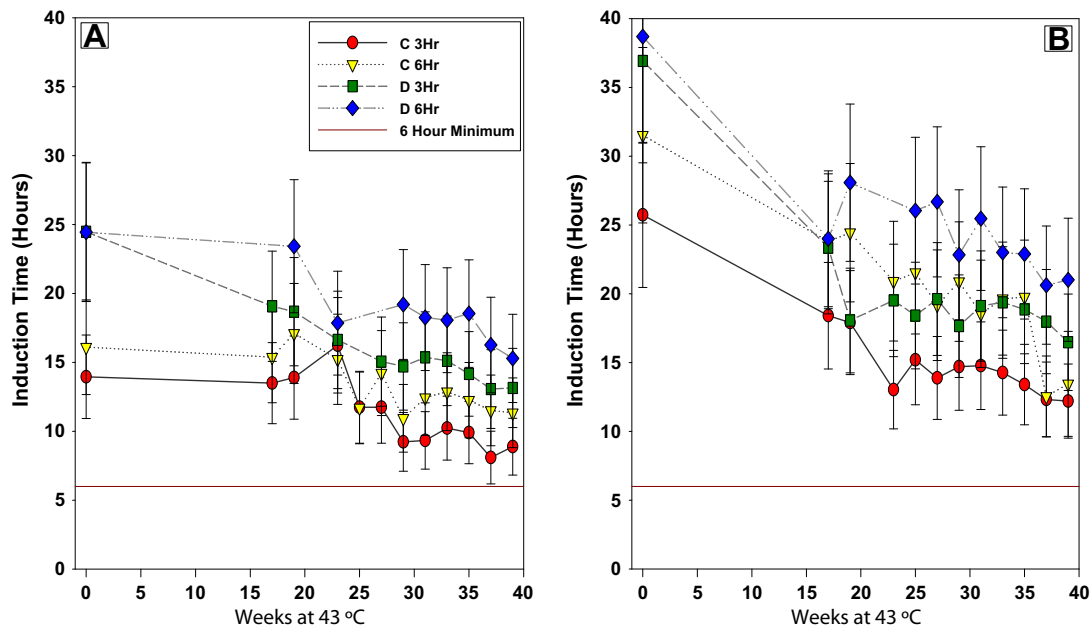 A
C 3Hr
C 6Hr
D 3Hr
D 6Hr
6 Hour Minimum
Induction Time (Hours)
40
35
30
25
20
15
10
5
0
0 5 10 15 20 25 30 35 40
Weeks at 43 ºC
B
Induction Time (Hours)
40
35
30
25
20
15
10
5
0
0 5 10 15 20 25 30 35 40
Weeks at 43 ºC